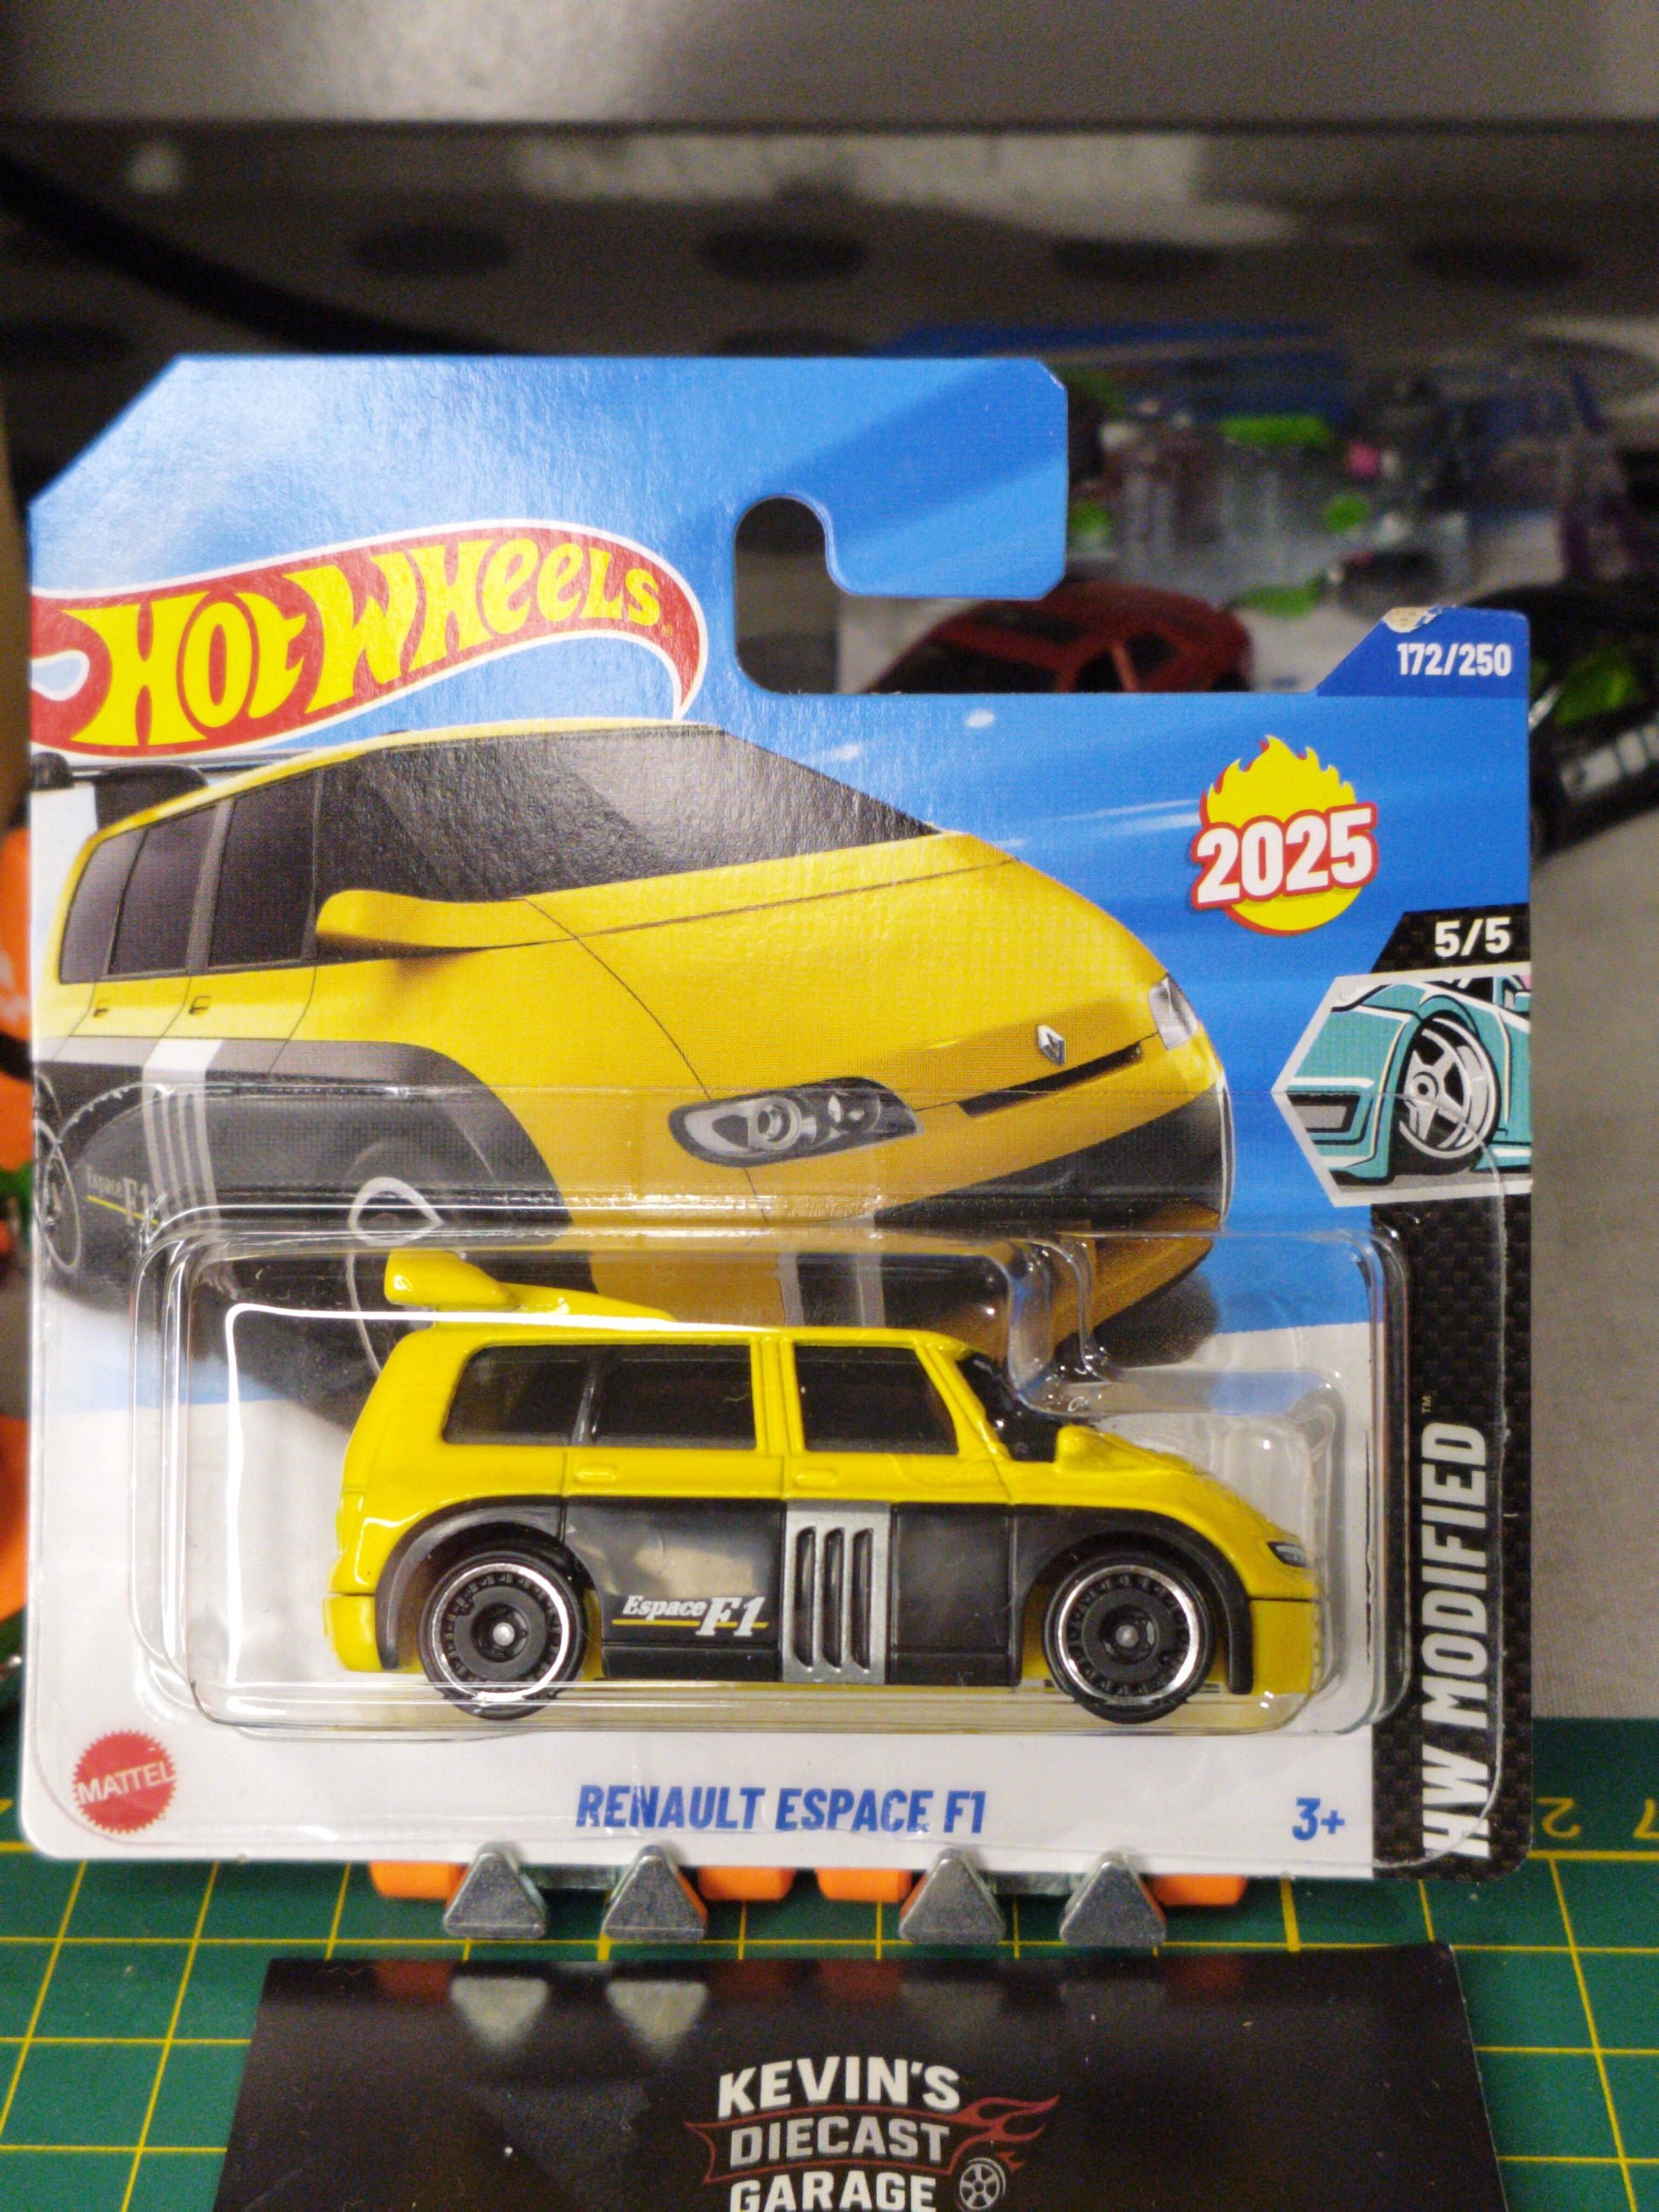 HOT WHEELS
172/250
2025
5/5
Espace F1
Espace F1
HW MODIFIED™
MATTEL
RENAULT ESPACE F1
3+
KEVIN'S
DIECAST
GARAGE